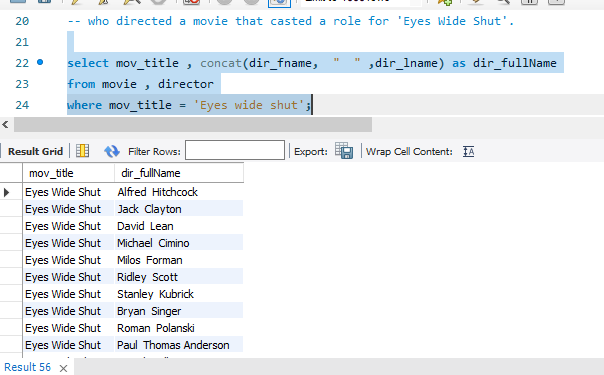 20 -- who directed a movie that casted a role for 'Eyes Wide Shut'.
21
22 select mov_title , concat(dir_fname, " " ,dir_lname) as dir_fullName
23 from movie , director
24 where mov_title = 'Eyes wide shut';
Result Grid Filter Rows: Export: Wrap Cell Content:
mov_title dir_fullName
Eyes Wide Shut Alfred Hitchcock
Eyes Wide Shut Jack Clayton
Eyes Wide Shut David Lean
Eyes Wide Shut Michael Cimino
Eyes Wide Shut Milos Forman
Eyes Wide Shut Ridley Scott
Eyes Wide Shut Stanley Kubrick
Eyes Wide Shut Bryan Singer
Eyes Wide Shut Roman Polanski
Eyes Wide Shut Paul Thomas Anderson
Result 56